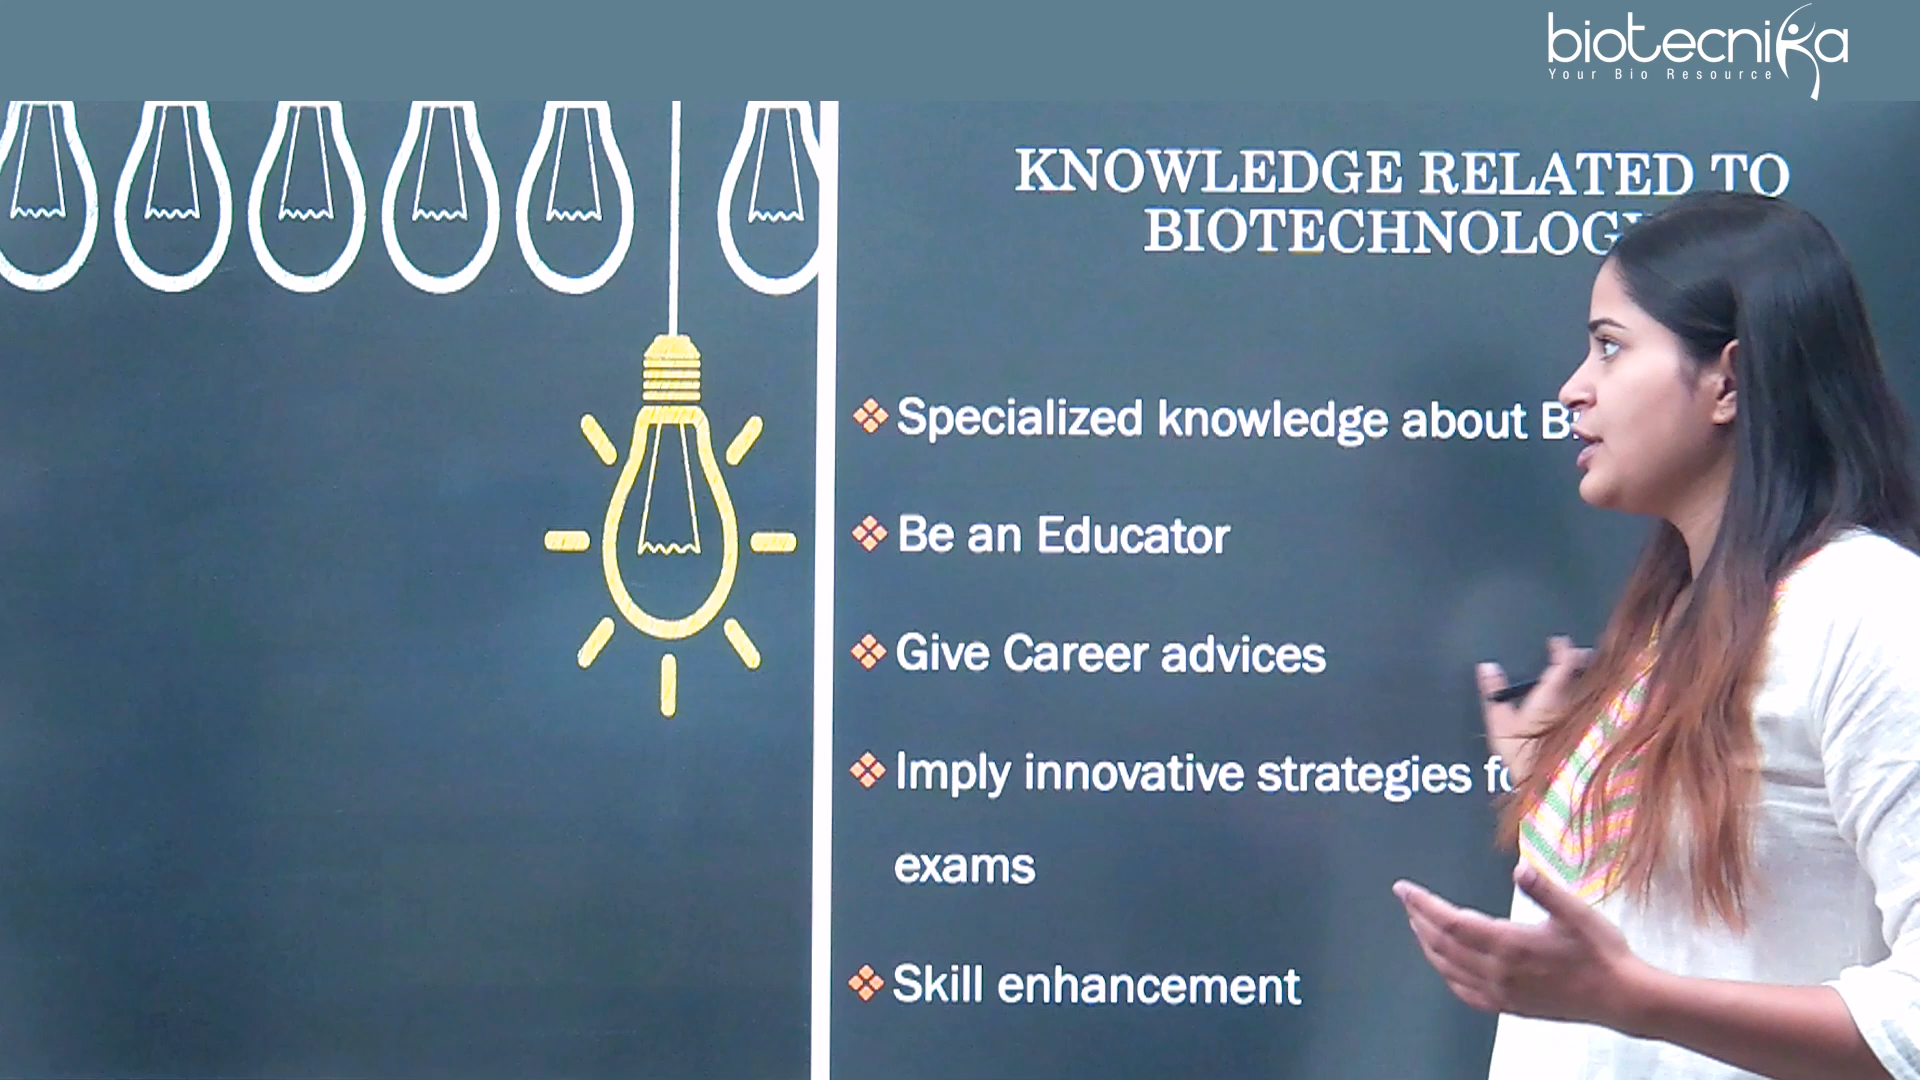 biotecnika
Your Bio Resource
KNOWLEDGE RELATED TO
BIOTECHNOLOGY
Specialized knowledge about
Be an Educator
Give Career advices
Imply innovative strategies
exams
Skill enhancement